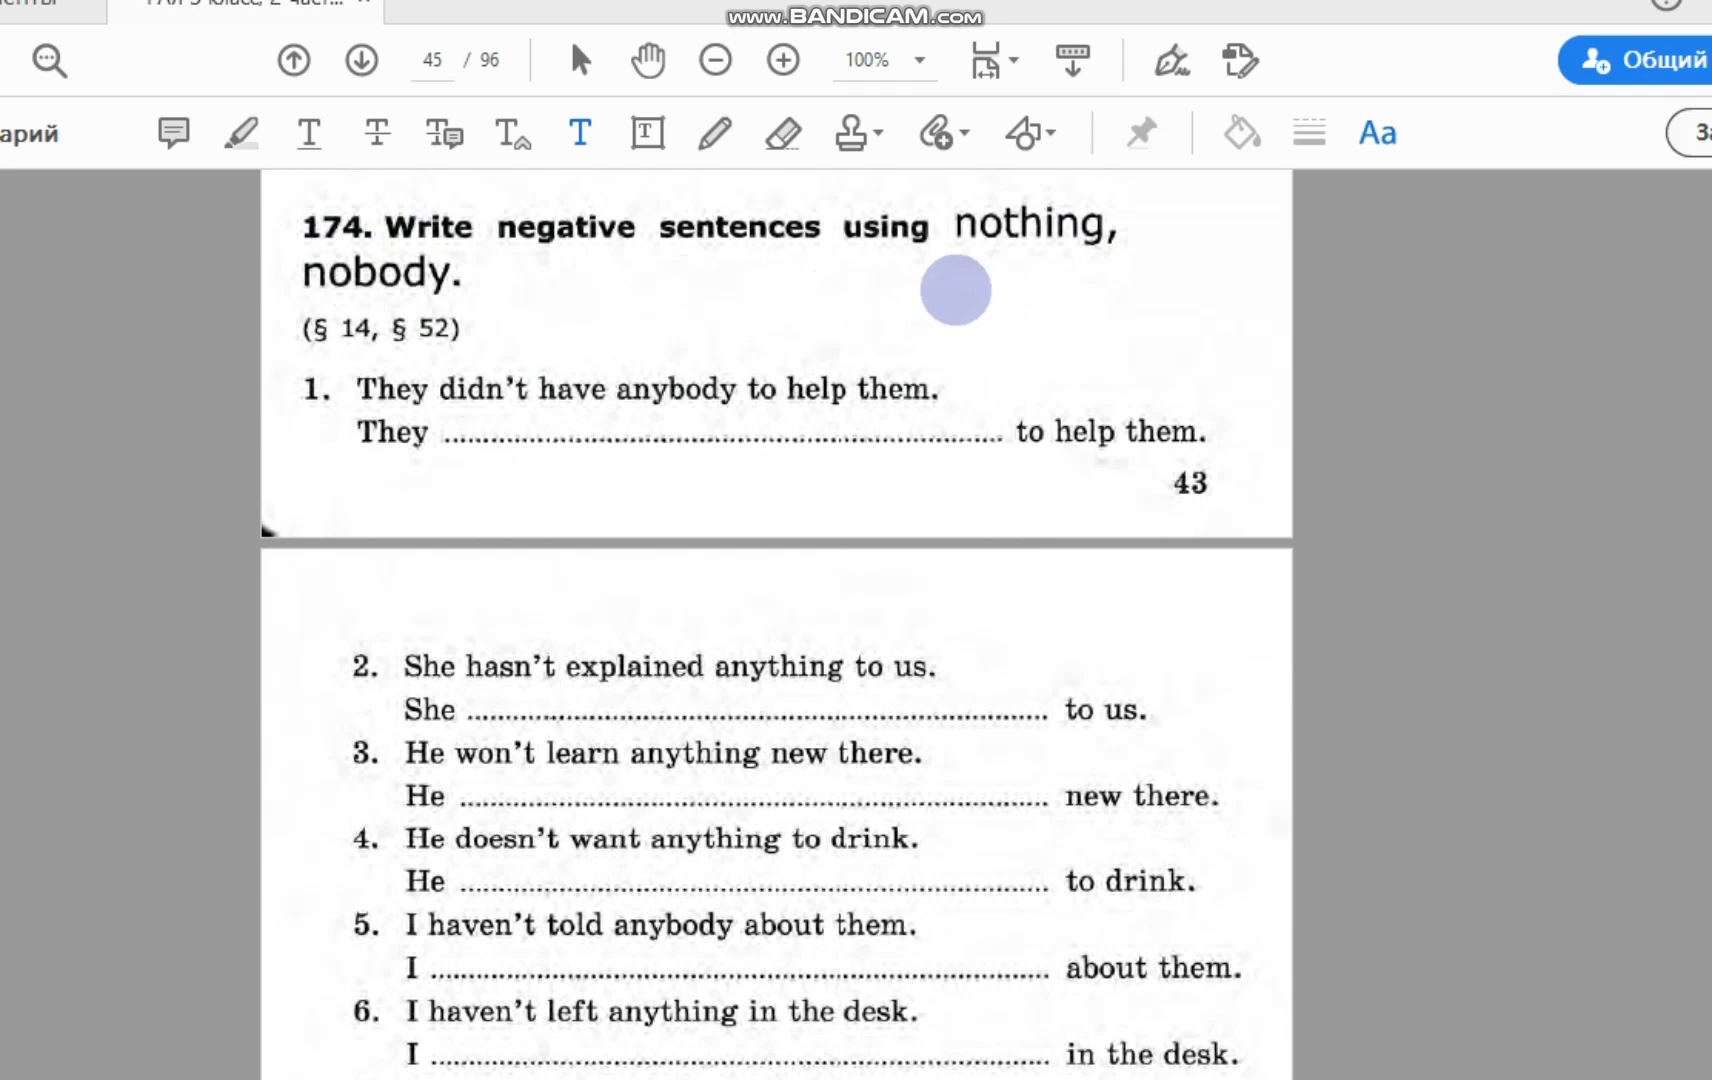 www.BANDICAM.com
45 / 96
100%
Общий
Aa
174. Write negative sentences using nothing,
nobody.
(§ 14, § 52)
1. They didn't have anybody to help them.
They ........................................ to help them.
43
2. She hasn't explained anything to us.
She ........................................ to us.
3. He won't learn anything new there.
He ........................................ new there.
4. He doesn't want anything to drink.
He ........................................ to drink.
5. I haven't told anybody about them.
I ........................................ about them.
6. I haven't left anything in the desk.
I ........................................ in the desk.